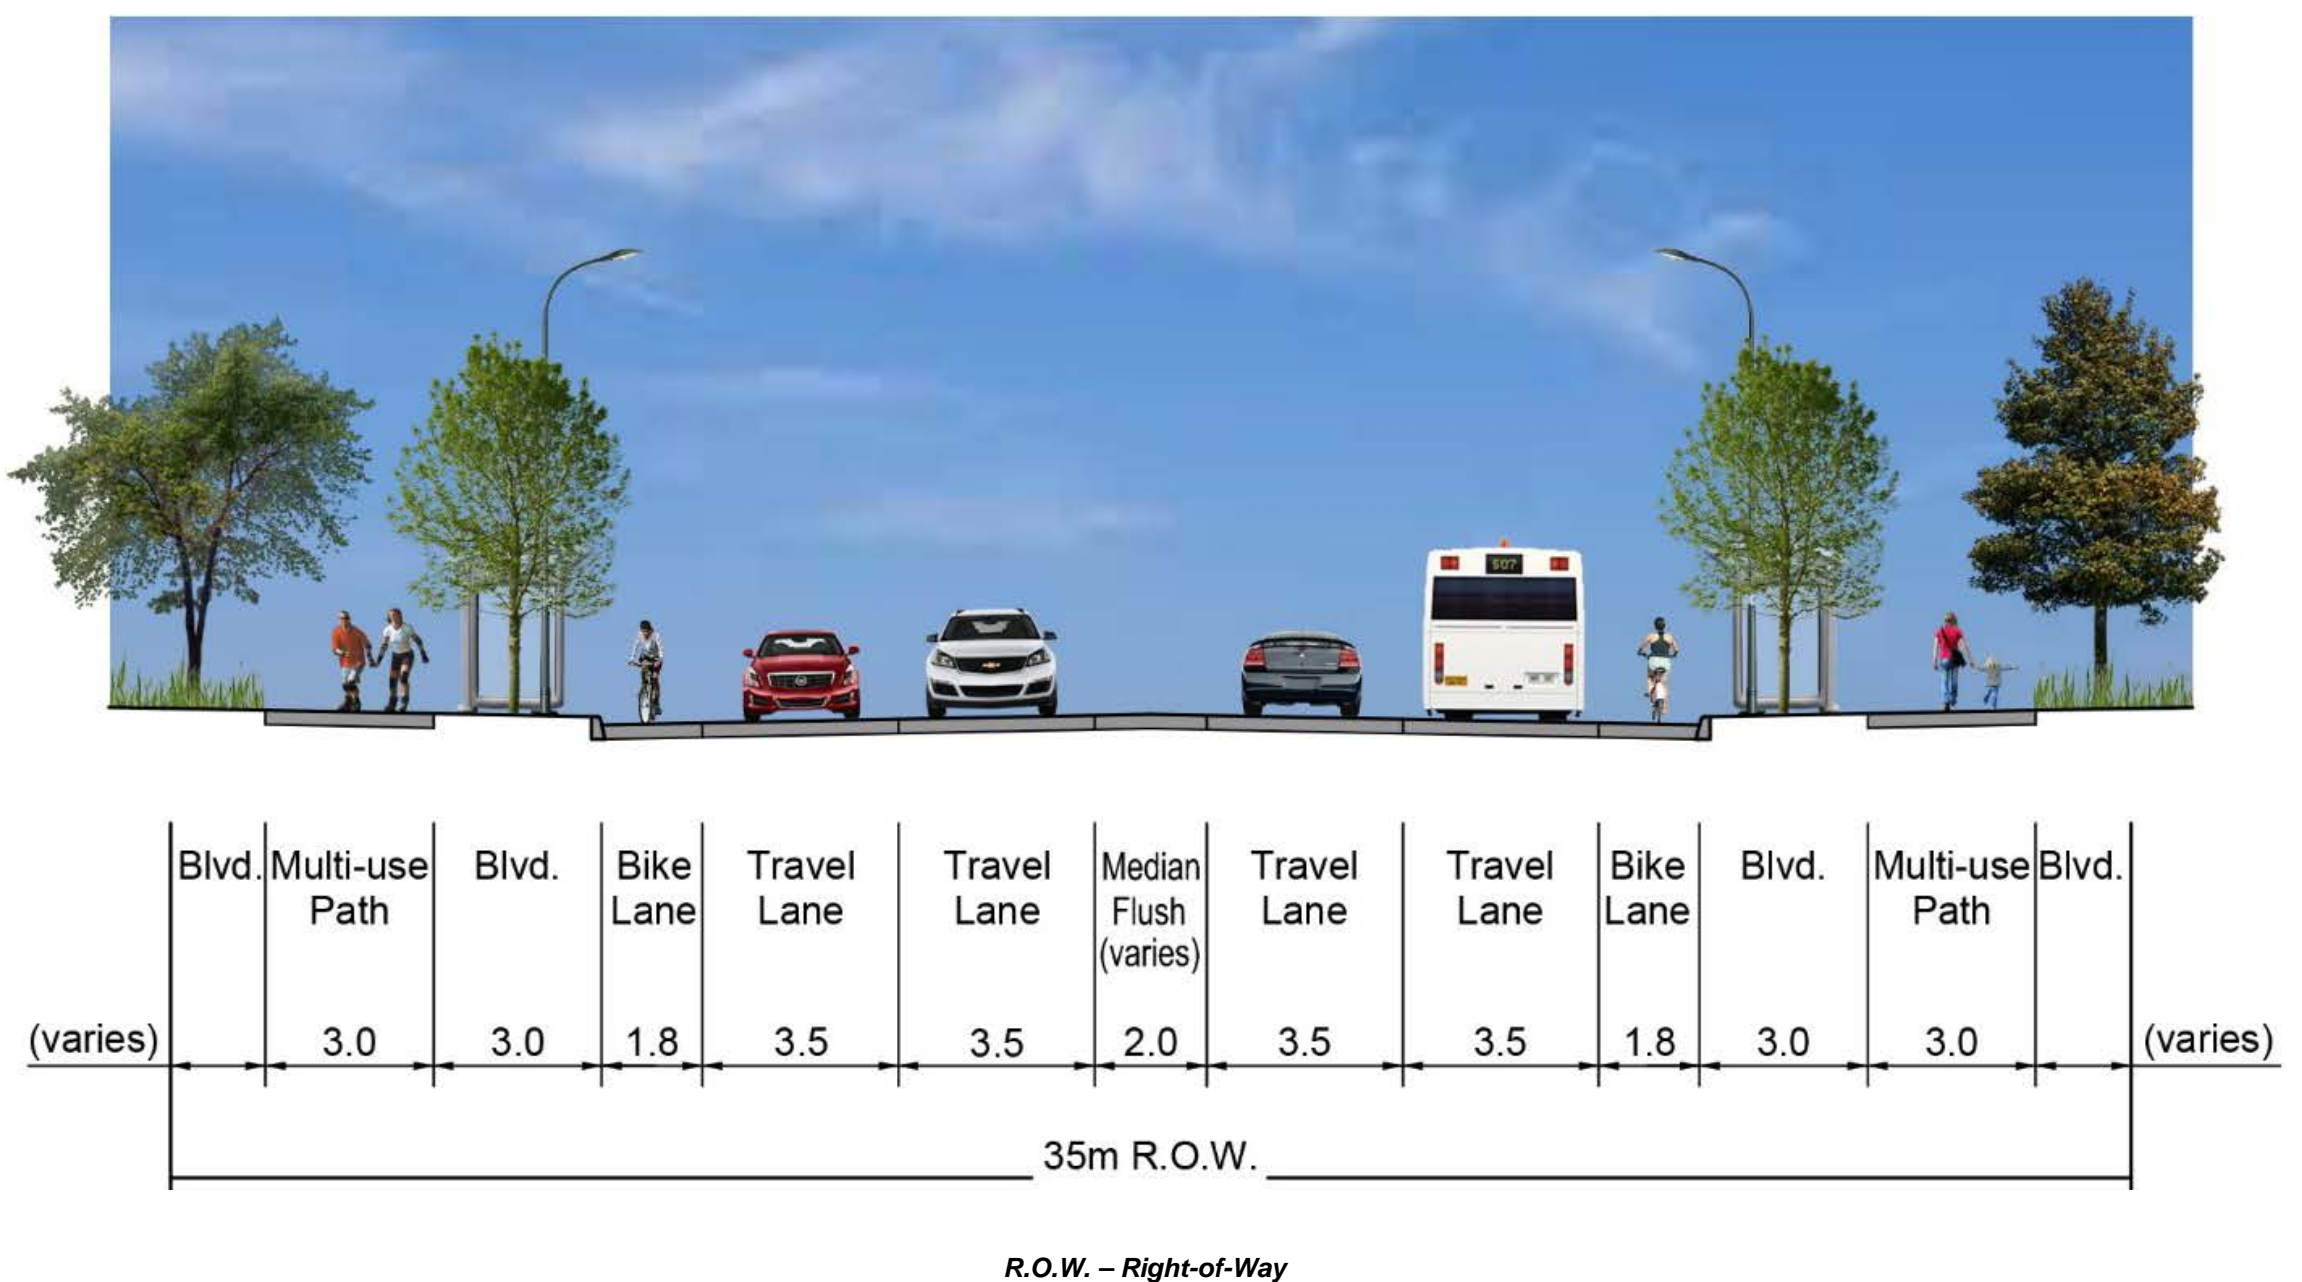 507
Blvd. Multi-use Path Blvd. Bike Lane Travel Lane Travel Lane Median Flush (varies) Travel Lane Travel Lane Bike Lane Blvd. Multi-use Path Blvd.
(varies) 3.0 3.0 1.8 3.5 3.5 2.0 3.5 3.5 1.8 3.0 3.0 (varies)
35m R.O.W.
R.O.W. – Right-of-Way